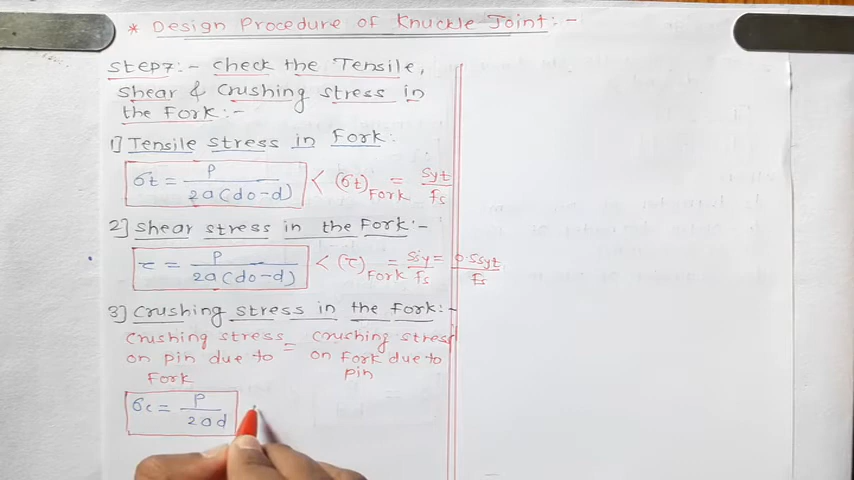 * Design Procedure of Knuckle Joint:-
Step7:- Check the Tensile,
Shear & Crushing stress in
the Fork:-
1] Tensile stress in Fork:
σt = P / 2a(do-d) < (σt)Fork = Syt / fs
2] Shear stress in the Fork:-
τ = P / 2a(do-d) < (τ)Fork = Ssy / fs = 0.5Syt / fs
3] Crushing stress in the Fork:-
Crushing stress on pin due to Fork = Crushing stress on Fork due to pin
σc = P / 2ad